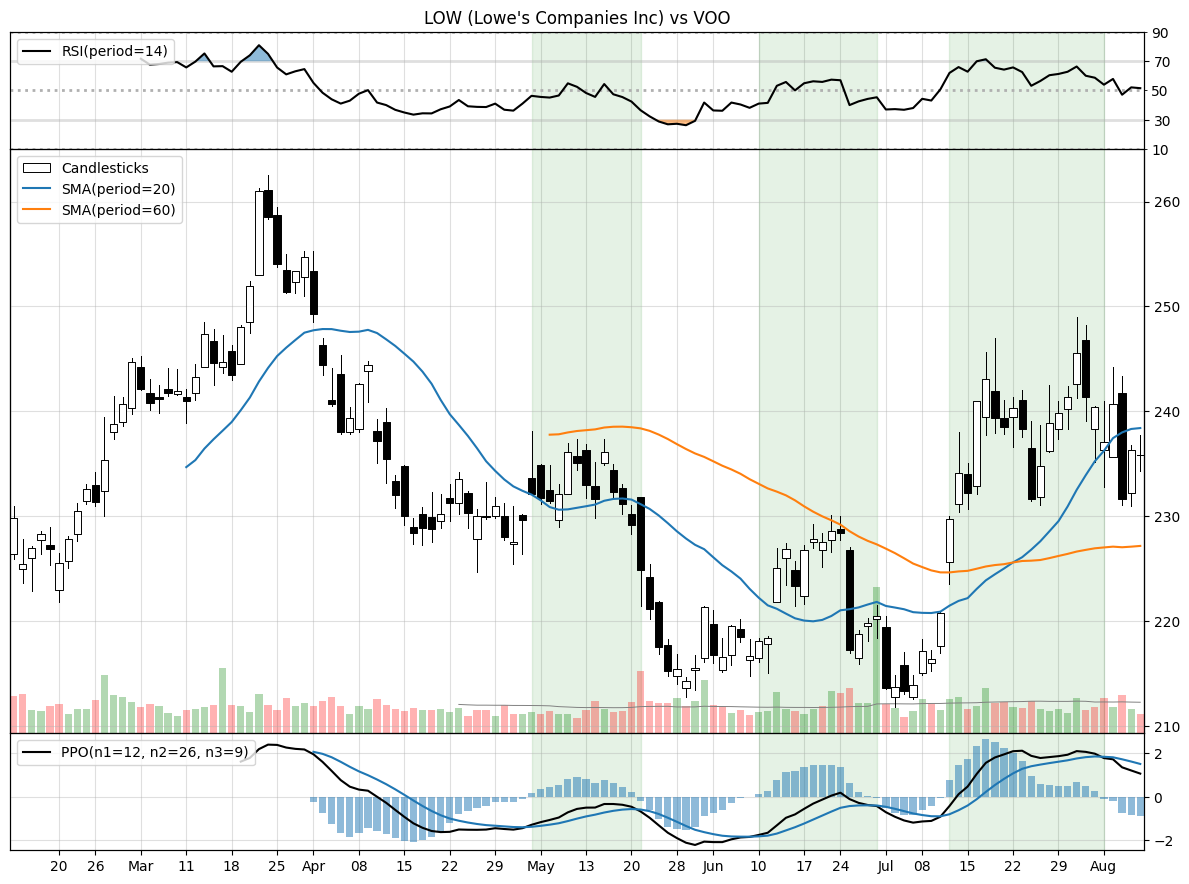 LOW (Lowe's Companies Inc) vs VOO
RSI(period=14)
90
70
50
30
10
Candlesticks
SMA(period=20)
SMA(period=60)
260
250
240
230
220
210
PPO(n1=12, n2=26, n3=9)
2
0
−2
20 26 Mar 11 18 25 Apr 08 15 22 29 May 13 20 28 Jun 10 17 24 Jul 08 15 22 29 Aug